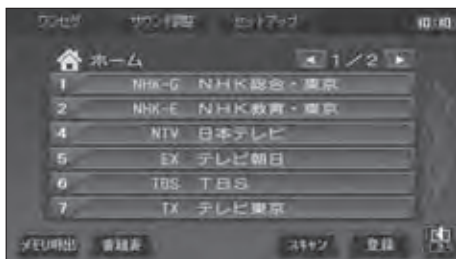 ワンセグ サウンド調整 セットアップ 10:10
ホーム ◀ 1/2 ▶
1 NHK-G NHK総合・東京
2 NHK-E NHK教育・東京
4 NTV 日本テレビ
5 EX テレビ朝日
6 TBS TBS
7 TX テレビ東京
メモリ呼出 番組表 スキャン 登録